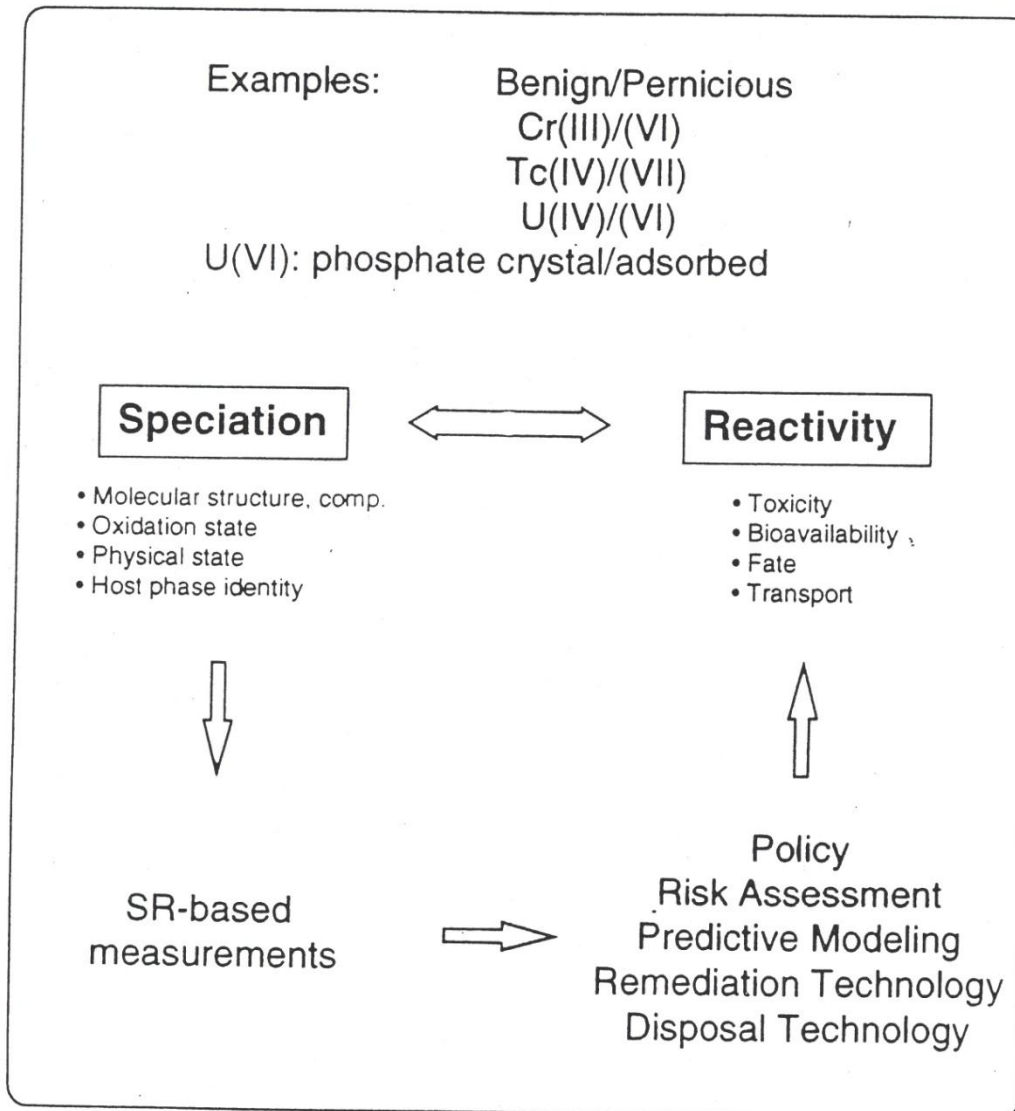 Examples: Benign/Pernicious
Cr(III)/(VI)
Tc(IV)/(VII)
U(IV)/(VI)
U(VI): phosphate crystal/adsorbed
Speciation
• Molecular structure, comp.
• Oxidation state
• Physical state
• Host phase identity
Reactivity
• Toxicity
• Bioavailability
• Fate
• Transport
SR-based
measurements
Policy
Risk Assessment
Predictive Modeling
Remediation Technology
Disposal Technology